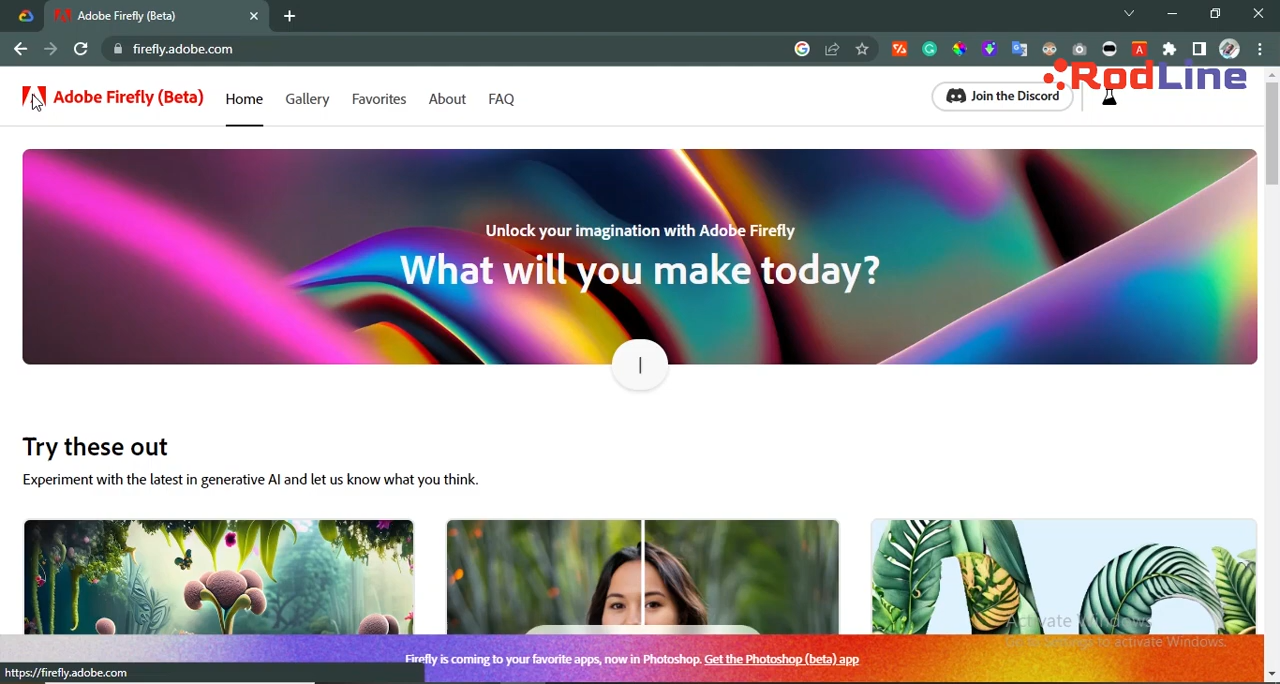 Adobe Firefly (Beta)
firefly.adobe.com
RodLine
Adobe Firefly (Beta)
Home
Gallery
Favorites
About
FAQ
Join the Discord
Unlock your imagination with Adobe Firefly
What will you make today?
Try these out
Experiment with the latest in generative AI and let us know what you think.
Activate Windows
Go to Settings to activate Windows.
Firefly is coming to your favorite apps, now in Photoshop. Get the Photoshop (beta) app
https://firefly.adobe.com